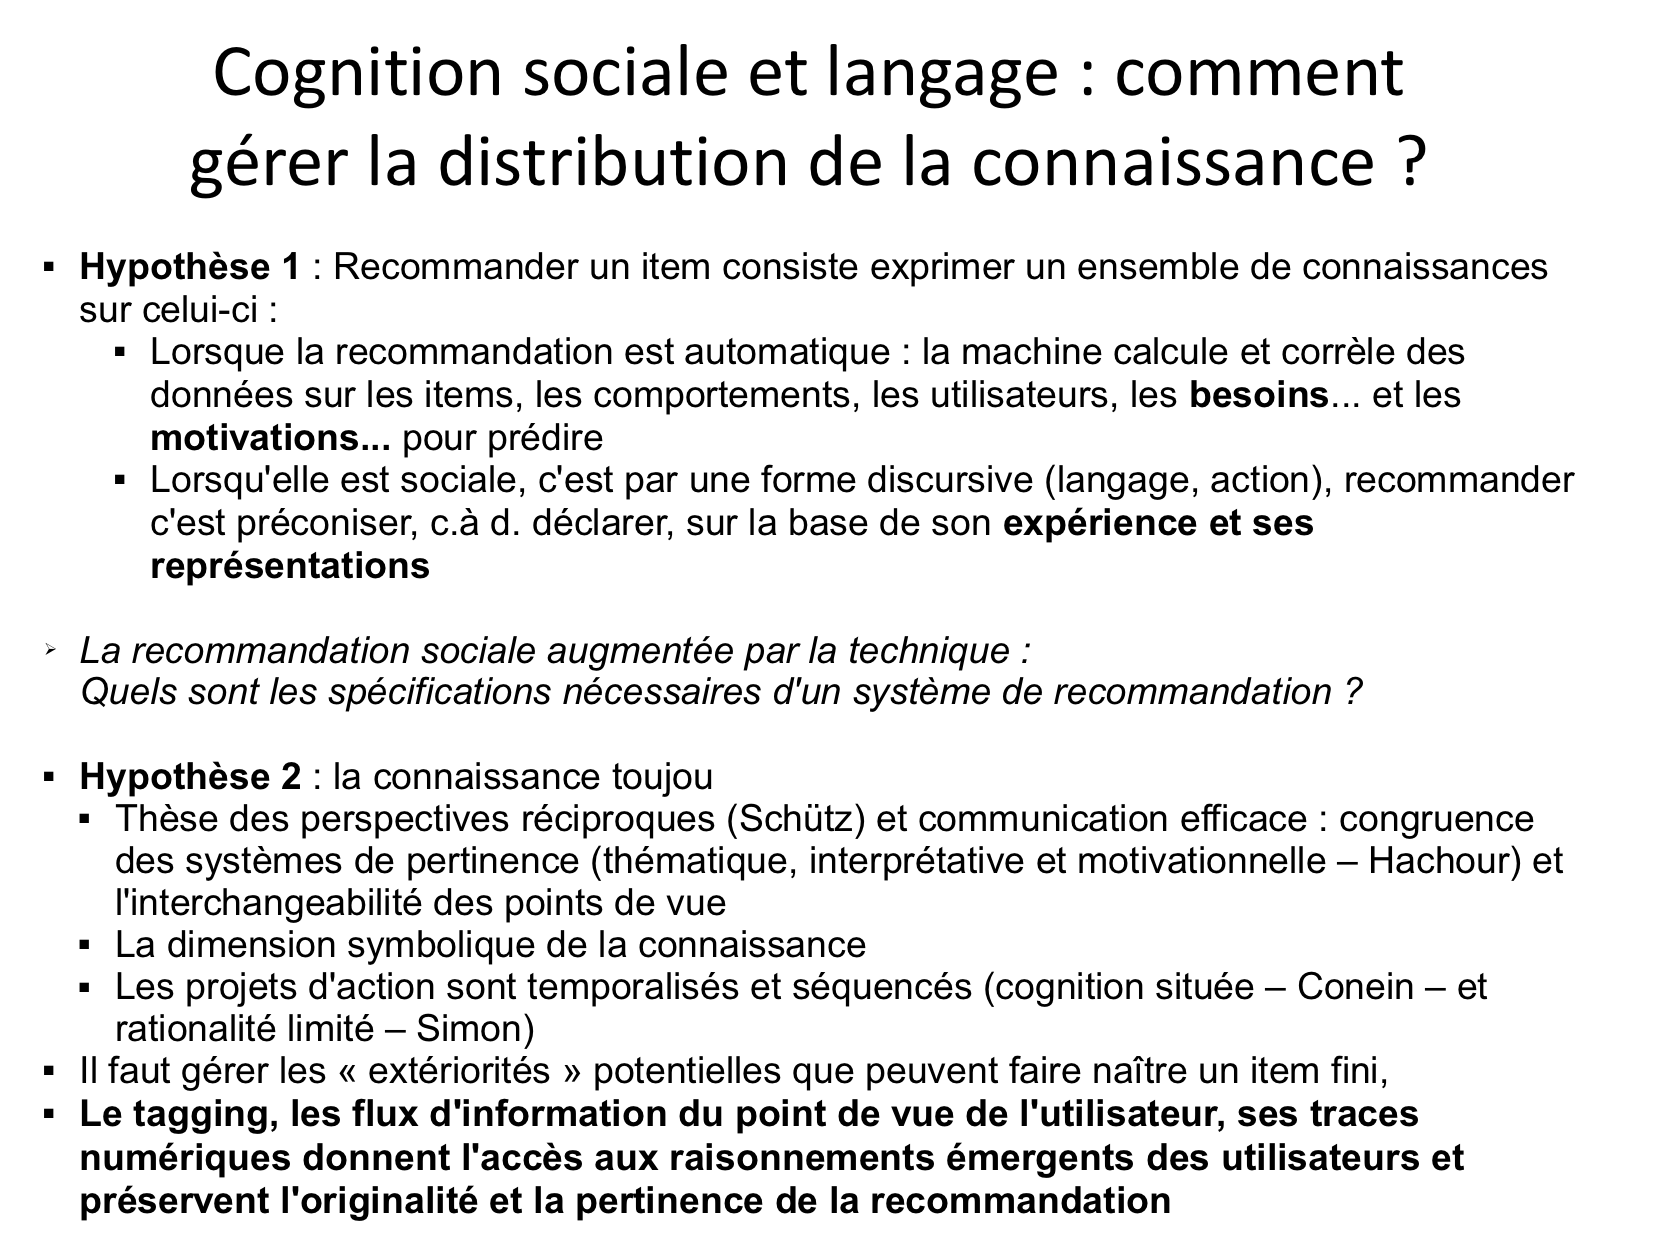 Cognition sociale et langage : comment
gérer la distribution de la connaissance ?
▪ Hypothèse 1 : Recommander un item consiste exprimer un ensemble de connaissances
sur celui-ci :
▪ Lorsque la recommandation est automatique : la machine calcule et corrèle des
données sur les items, les comportements, les utilisateurs, les besoins... et les
motivations... pour prédire
▪ Lorsqu'elle est sociale, c'est par une forme discursive (langage, action), recommander
c'est préconiser, c.à d. déclarer, sur la base de son expérience et ses
représentations
➢ La recommandation sociale augmentée par la technique :
Quels sont les spécifications nécessaires d'un système de recommandation ?
▪ Hypothèse 2 : la connaissance toujou
▪ Thèse des perspectives réciproques (Schütz) et communication efficace : congruence
des systèmes de pertinence (thématique, interprétative et motivationnelle – Hachour) et
l'interchangeabilité des points de vue
▪ La dimension symbolique de la connaissance
▪ Les projets d'action sont temporalisés et séquencés (cognition située – Conein – et
rationalité limité – Simon)
▪ Il faut gérer les « extériorités » potentielles que peuvent faire naître un item fini,
▪ Le tagging, les flux d'information du point de vue de l'utilisateur, ses traces
numériques donnent l'accès aux raisonnements émergents des utilisateurs et
préservent l'originalité et la pertinence de la recommandation